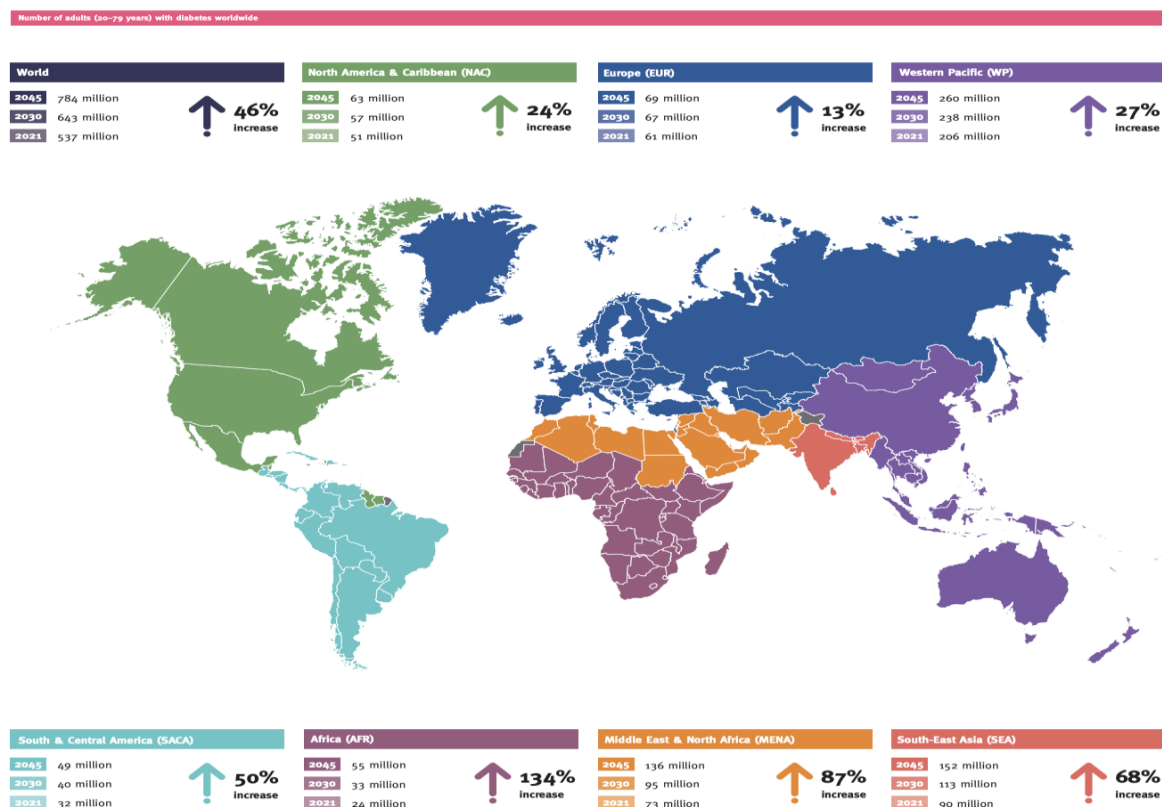 Number of adults (20–79 years) with diabetes worldwide
World
2045 784 million
2030 643 million
2021 537 million
46%
increase
North America & Caribbean (NAC)
2045 63 million
2030 57 million
2021 51 million
24%
increase
Europe (EUR)
2045 69 million
2030 67 million
2021 61 million
13%
increase
Western Pacific (WP)
2045 260 million
2030 238 million
2021 206 million
27%
increase
South & Central America (SACA)
2045 49 million
2030 40 million
2021 32 million
50%
increase
Africa (AFR)
2045 55 million
2030 33 million
2021 24 million
134%
increase
Middle East & North Africa (MENA)
2045 136 million
2030 95 million
2021 73 million
87%
increase
South-East Asia (SEA)
2045 152 million
2030 113 million
2021 90 million
68%
increase